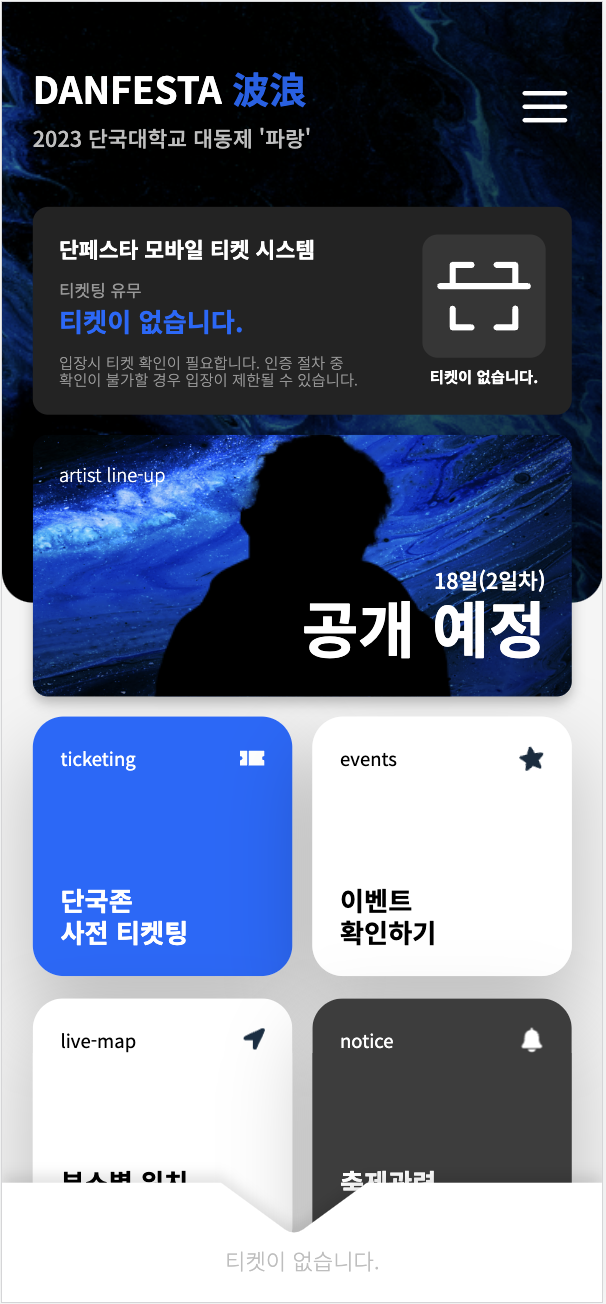 DANFESTA 波浪
2023 단국대학교 대동제 '파랑'
단페스타 모바일 티켓 시스템
티켓팅 유무
티켓이 없습니다.
입장시 티켓 확인이 필요합니다. 인증 절차 중
확인이 불가할 경우 입장이 제한될 수 있습니다.
티켓이 없습니다.
artist line-up
18일(2일차)
공개 예정
ticketing
단국존
사전 티켓팅
events
이벤트
확인하기
live-map
notice
축제관련
티켓이 없습니다.